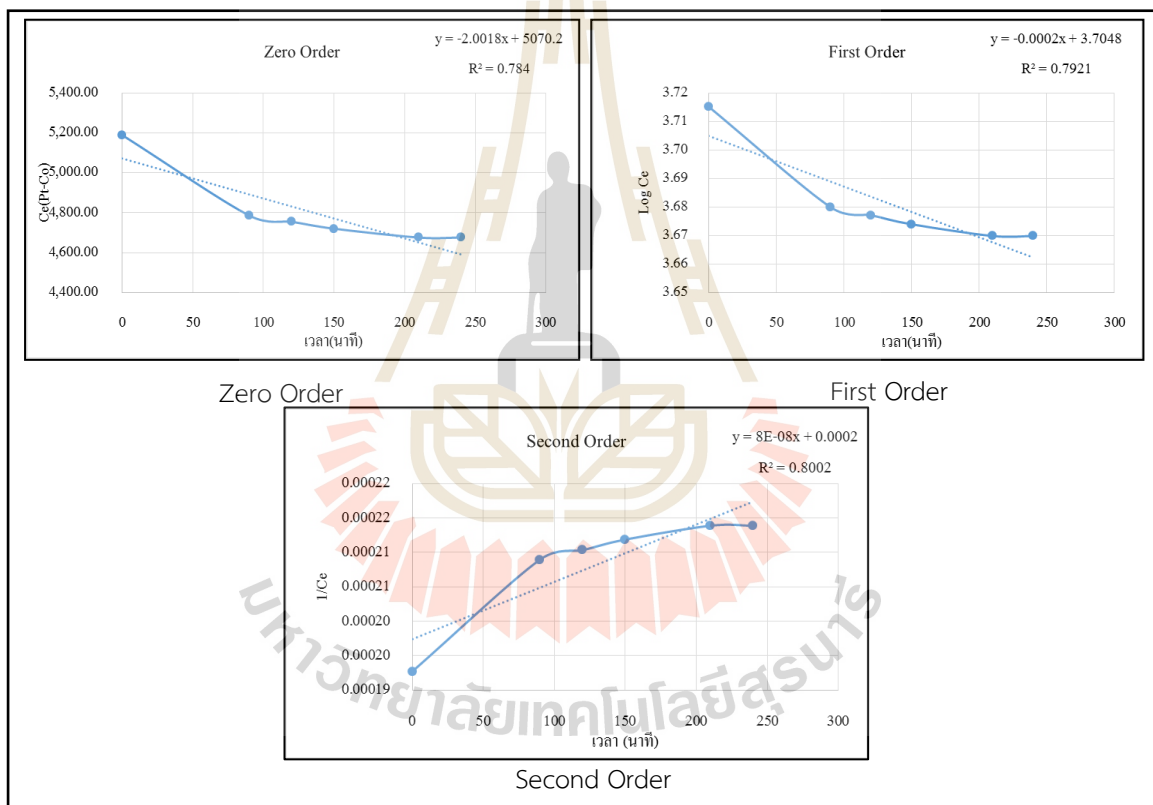 Zero Order
y = -2.0018x + 5070.2
R² = 0.784
Ce(Pt-Co)
5,400.00
5,200.00
5,000.00
4,800.00
4,600.00
4,400.00
0 50 100 150 200 250 300
เวลา(นาที)
First Order
y = -0.0002x + 3.7048
R² = 0.7921
Log Ce
3.72
3.71
3.70
3.69
3.68
3.67
3.66
3.65
0 50 100 150 200 250 300
เวลา(นาที)
Zero Order
First Order
Second Order
y = 8E-08x + 0.0002
R² = 0.8002
1/Ce
0.00022
0.00022
0.00021
0.00021
0.00020
0.00020
0.00019
0 50 100 150 200 250 300
เวลา (นาที)
Second Order
มหาวิทยาลัยเทคโนโลยีสุรนารี